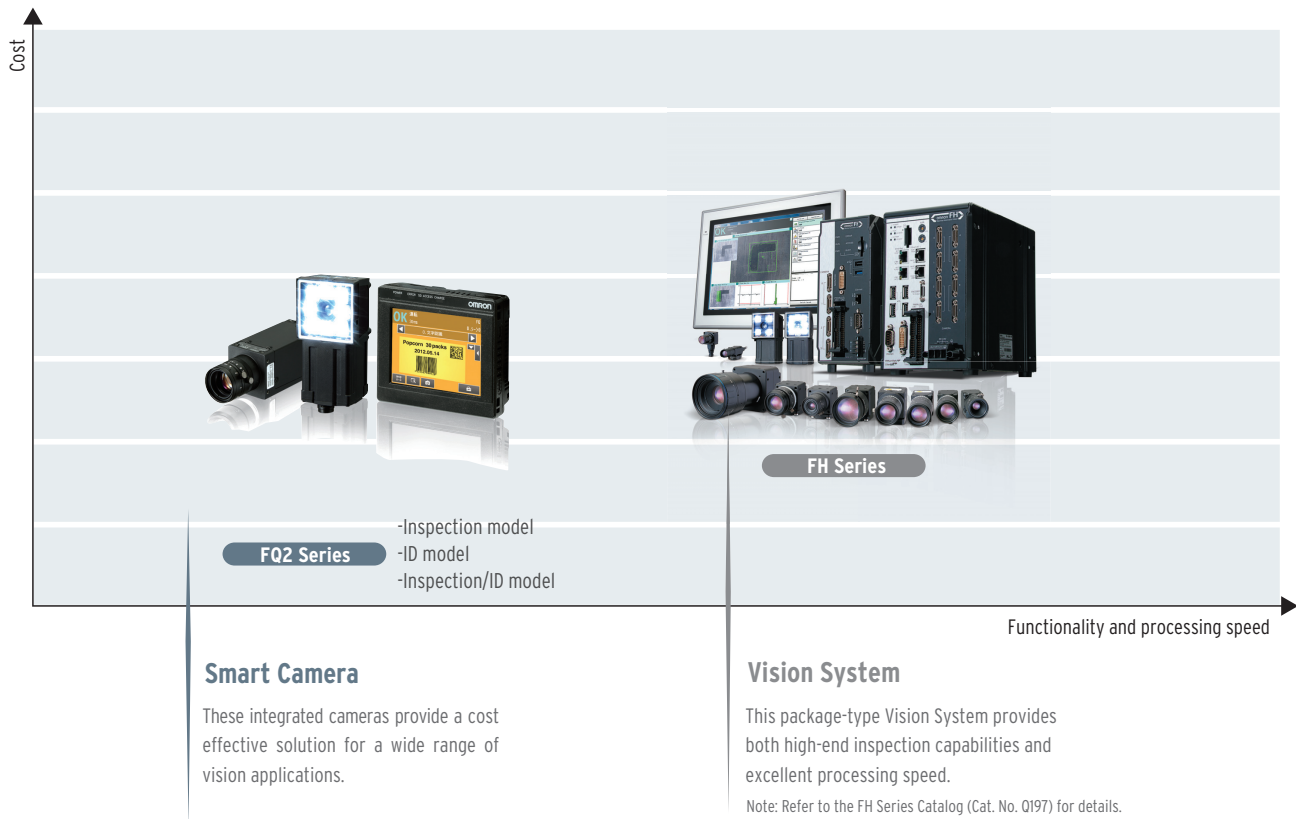 Cost
OMRON
OK
Popcorn 30packs
2012.05.14
OK
FH
FH Series
FQ2 Series
-Inspection model
-ID model
-Inspection/ID model
Functionality and processing speed
Smart Camera
These integrated cameras provide a cost
effective solution for a wide range of
vision applications.
Vision System
This package-type Vision System provides
both high-end inspection capabilities and
excellent processing speed.
Note: Refer to the FH Series Catalog (Cat. No. Q197) for details.